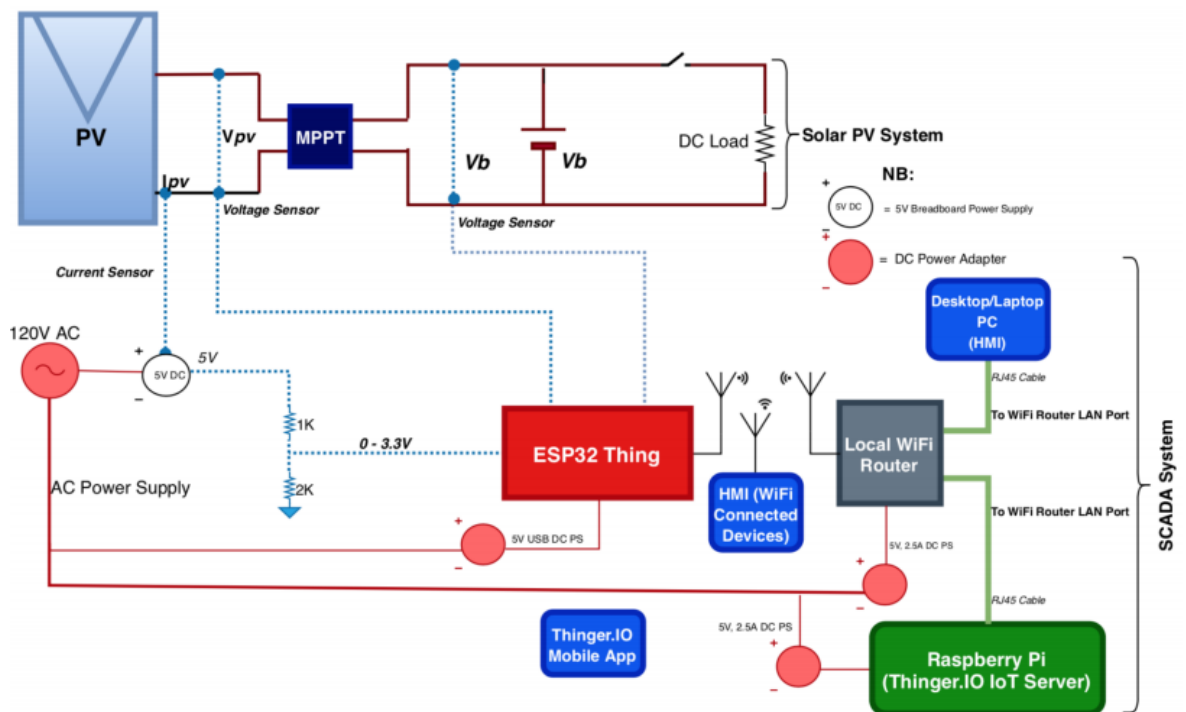 PV
Vpv
MPPT
Vb
Vb
DC Load
Solar PV System
Ipv
Voltage Sensor
Voltage Sensor
NB:
+
5V DC
= 5V Breadboard Power Supply
−
+
= DC Power Adapter
−
Current Sensor
Desktop/Laptop
PC
(HMI)
120V AC
+
5V DC
−
5V
RJ45 Cable
To WiFi Router LAN Port
1K
0 - 3.3V
ESP32 Thing
Local WiFi
Router
2K
AC Power Supply
HMI (WiFi
Connected
Devices)
To WiFi Router LAN Port
SCADA System
+
5V USB DC PS
−
5V, 2.5A DC PS
+
−
RJ45 Cable
Thinger.IO
Mobile App
5V, 2.5A DC PS
+
−
Raspberry Pi
(Thinger.IO IoT Server)